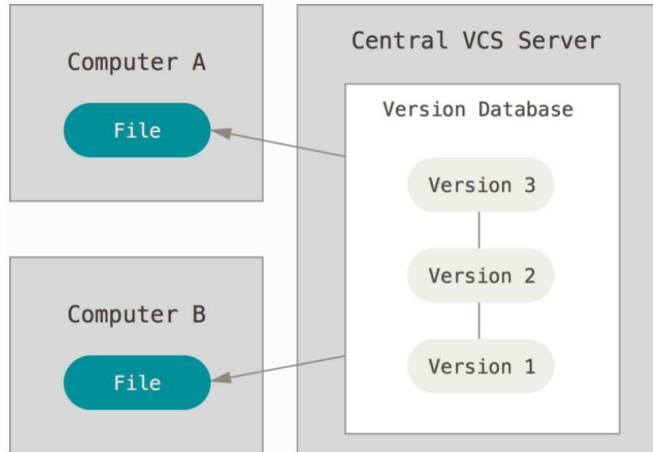 Computer A
File
Computer B
File
Central VCS Server
Version Database
Version 3
Version 2
Version 1